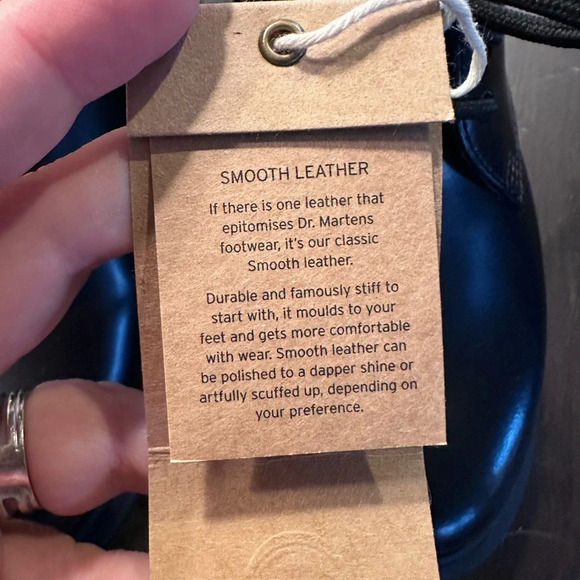 SMOOTH LEATHER
If there is one leather that
epitomises Dr. Martens
footwear, it's our classic
Smooth leather.
Durable and famously stiff to
start with, it moulds to your
feet and gets more comfortable
with wear. Smooth leather can
be polished to a dapper shine or
artfully scuffed up, depending on
your preference.